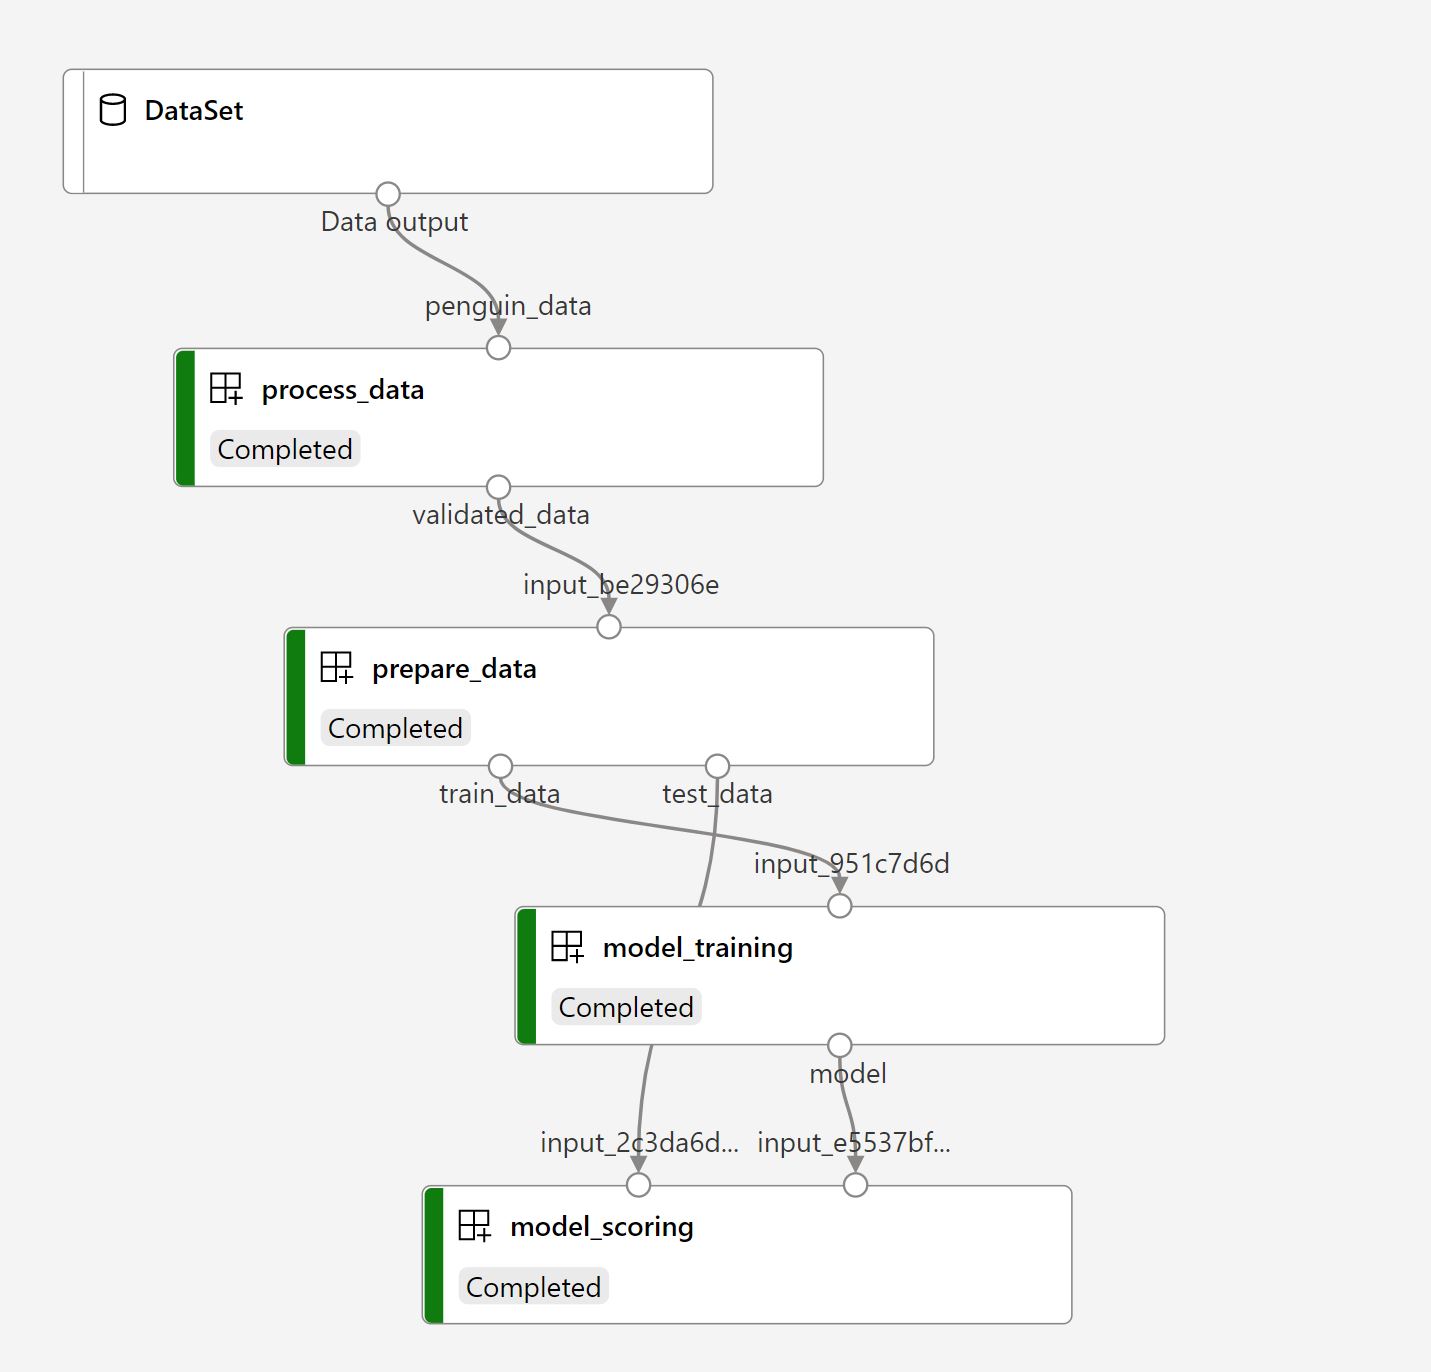 DataSet
Data output
penguin_data
process_data
Completed
validated_data
input_be29306e
prepare_data
Completed
train_data test_data
input_951c7d6d
model_training
Completed
model
input_2c3da6d... input_e5537bf...
model_scoring
Completed